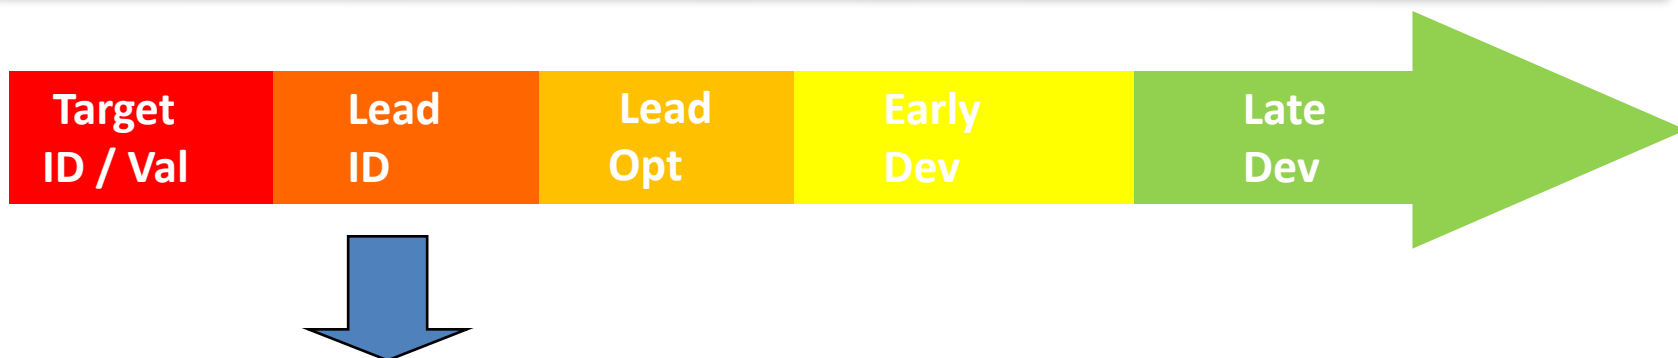 Target
ID / Val
Lead
ID
Lead
Opt
Early
Dev
Late
Dev